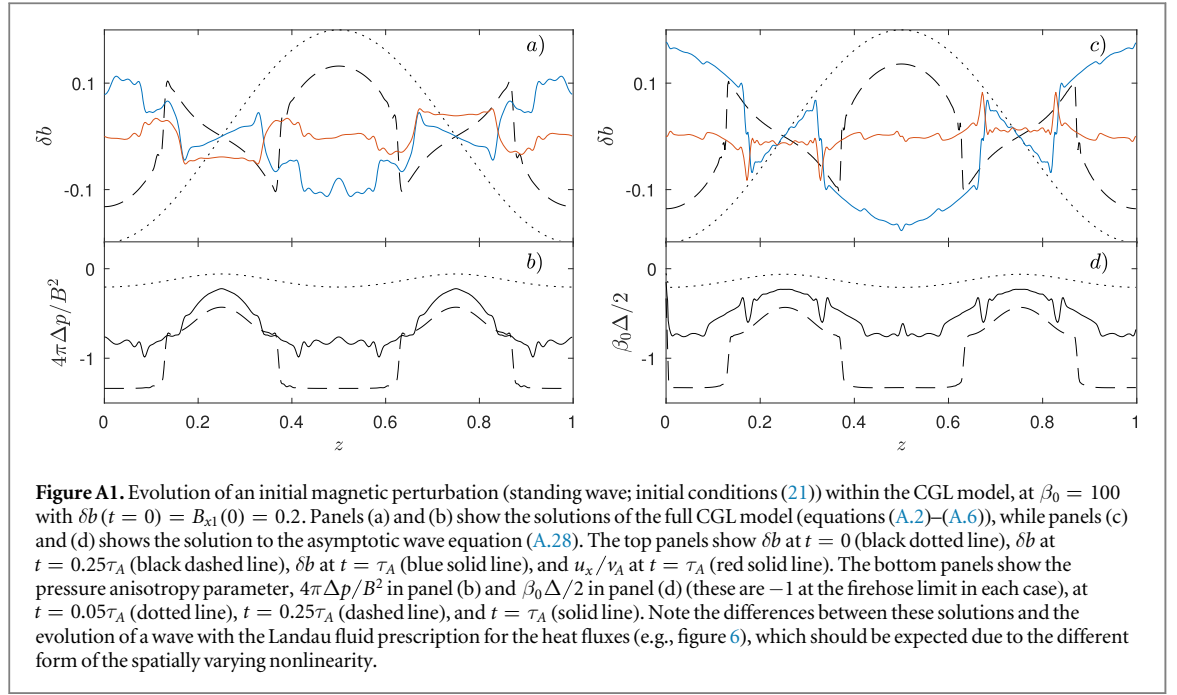 a)
c)
0.1
0.1
δb
δb
-0.1
-0.1
b)
d)
0
0
4πΔp/B²
β₀Δ/2
-1
-1
0 0.2 0.4 0.6 0.8 1
0 0.2 0.4 0.6 0.8 1
z
z
Figure A1. Evolution of an initial magnetic perturbation (standing wave; initial conditions (21)) within the CGL model, at β₀ = 100
with δb(t = 0) = Bₓ₁(0) = 0.2. Panels (a) and (b) show the solutions of the full CGL model (equations (A.2)–(A.6)), while panels (c)
and (d) shows the solution to the asymptotic wave equation (A.28). The top panels show δb at t = 0 (black dotted line), δb at
t = 0.25τ_A (black dashed line), δb at t = τ_A (blue solid line), and uₓ/ν_A at t = τ_A (red solid line). The bottom panels show the
pressure anisotropy parameter, 4πΔp/B² in panel (b) and β₀Δ/2 in panel (d) (these are −1 at the firehose limit in each case), at
t = 0.05τ_A (dotted line), t = 0.25τ_A (dashed line), and t = τ_A (solid line). Note the differences between these solutions and the
evolution of a wave with the Landau fluid prescription for the heat fluxes (e.g., figure 6), which should be expected due to the different
form of the spatially varying nonlinearity.